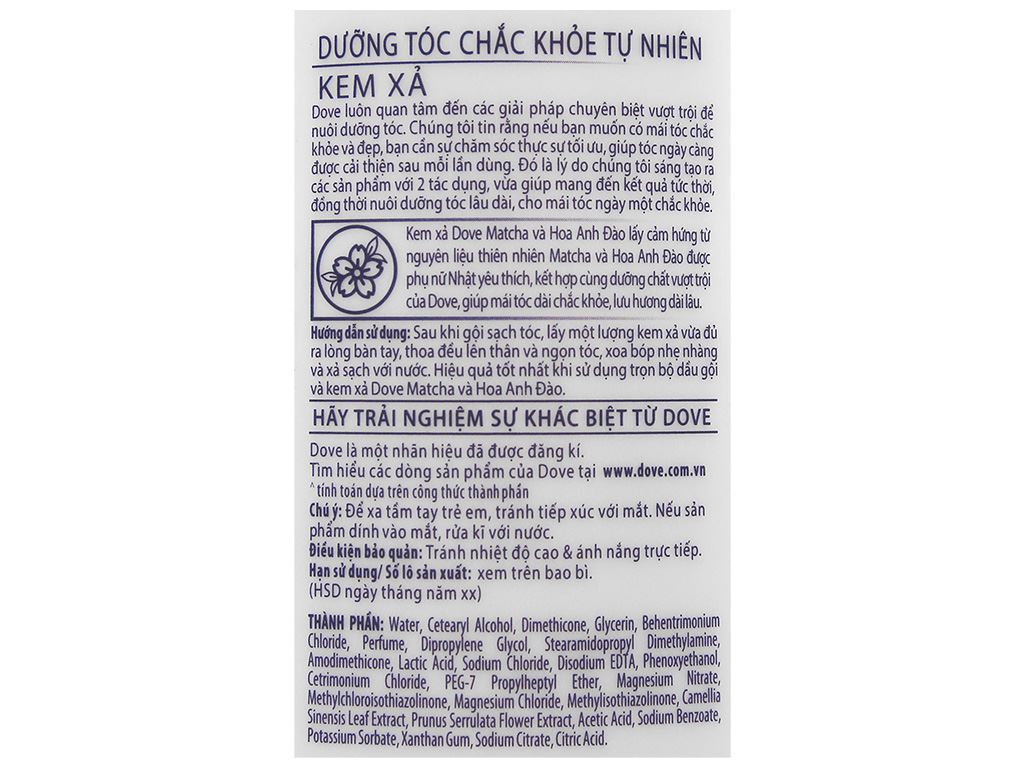 DƯỠNG TÓC CHẮC KHỎE TỰ NHIÊN
KEM XẢ
Dove luôn quan tâm đến các giải pháp chuyên biệt vượt trội để
nuôi dưỡng tóc. Chúng tôi tin rằng nếu bạn muốn có mái tóc chắc
khỏe và đẹp, bạn cần sự chăm sóc thực sự tối ưu, giúp tóc ngày càng
được cải thiện sau mỗi lần dùng. Đó là lý do chúng tôi sáng tạo ra
các sản phẩm với 2 tác dụng, vừa giúp mang đến kết quả tức thời,
đồng thời nuôi dưỡng tóc lâu dài, cho mái tóc ngày một chắc khỏe.
Kem xả Dove Matcha và Hoa Anh Đào lấy cảm hứng từ
nguyên liệu thiên nhiên Matcha và Hoa Anh Đào được
phụ nữ Nhật yêu thích, kết hợp cùng dưỡng chất vượt trội
của Dove, giúp mái tóc dài chắc khỏe, lưu hương dài lâu.
Hướng dẫn sử dụng: Sau khi gội sạch tóc, lấy một lượng kem xả vừa đủ
ra lòng bàn tay, thoa đều lên thân và ngọn tóc, xoa bóp nhẹ nhàng
và xả sạch với nước. Hiệu quả tốt nhất khi sử dụng trọn bộ dầu gội
và kem xả Dove Matcha và Hoa Anh Đào.
HÃY TRẢI NGHIỆM SỰ KHÁC BIỆT TỪ DOVE
Dove là một nhãn hiệu đã được đăng kí.
Tìm hiểu các dòng sản phẩm của Dove tại www.dove.com.vn
^tính toán dựa trên công thức thành phần
Chú ý: Để xa tầm tay trẻ em, tránh tiếp xúc với mắt. Nếu sản
phẩm dính vào mắt, rửa kĩ với nước.
Điều kiện bảo quản: Tránh nhiệt độ cao & ánh nắng trực tiếp.
Hạn sử dụng/ Số lô sản xuất: xem trên bao bì.
(HSD ngày tháng năm xx)
THÀNH PHẦN: Water, Cetearyl Alcohol, Dimethicone, Glycerin, Behentrimonium
Chloride, Perfume, Dipropylene Glycol, Stearamidopropyl Dimethylamine,
Amodimethicone, Lactic Acid, Sodium Chloride, Disodium EDTA, Phenoxyethanol,
Cetrimonium Chloride, PEG-7 Propylheptyl Ether, Magnesium Nitrate,
Methylchloroisothiazolinone, Magnesium Chloride, Methylisothiazolinone, Camellia
Sinensis Leaf Extract, Prunus Serrulata Flower Extract, Acetic Acid, Sodium Benzoate,
Potassium Sorbate, Xanthan Gum, Sodium Citrate, Citric Acid.